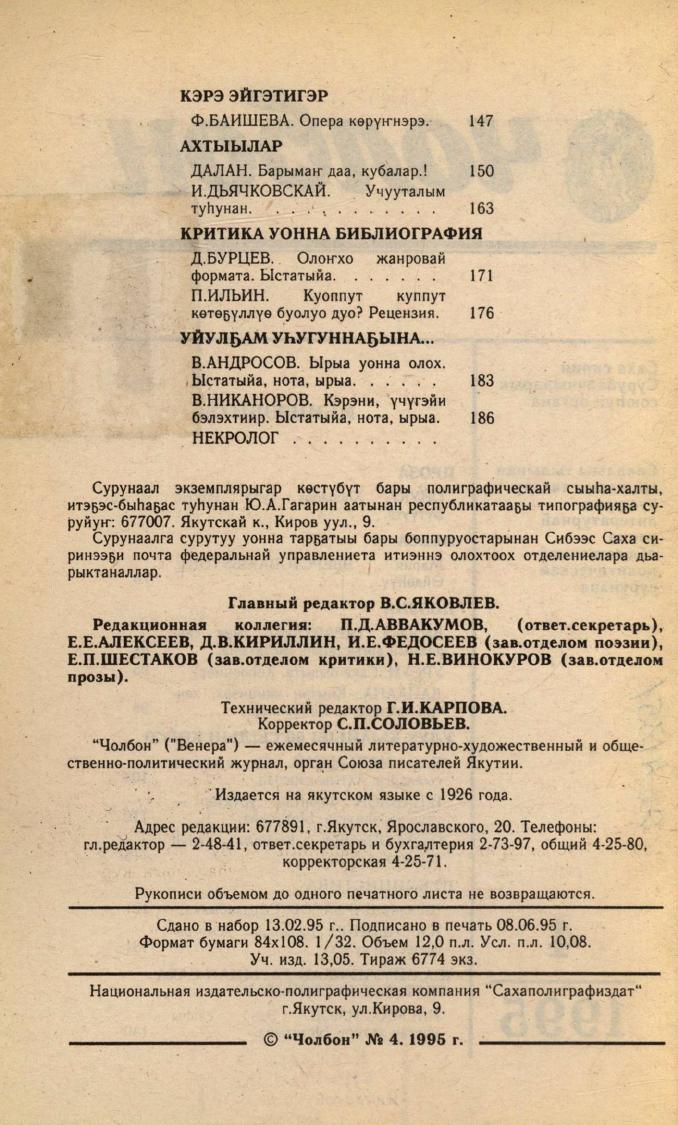 КЭРЭ ЭЙГЭТИГЭР
Ф.БАИШЕВА. Опера көрүҥнэрэ. 147
АХТЫЫЛАР
ДАЛАН. Барымаҥ даа, кубалар.! 150
И.ДЬЯЧКОВСКАЙ. Учууталым
туһунан. . . . . . . . . . . . 163
КРИТИКА УОННА БИБЛИОГРАФИЯ
Д.БУРЦЕВ. Олоҥхо жанровай
формата. Ыстатыйа. . . . . . . 171
П.ИЛЬИН. Куоппут куппут
көтөҕүллүө буолуо дуо? Рецензия. 176
УЙУЛҔАМ УҺУГУННАҔЫНА...
В.АНДРОСОВ. Ырыа уонна олох.
Ыстатыйа, нота, ырыа. . . . . . 183
В.НИКАНОРОВ. Кэрэни, үчүгэйи
бэлэхтиир. Ыстатыйа, нота, ырыа. 186
НЕКРОЛОГ . . . . . . . . . .
Сурунаал экземплярыгар көстүбүт бары полиграфическай сыыһа-халты,
итэҕэс-быһаҕас туһунан Ю.А.Гагарин аатынан республикатааҕы типографияҕа су-
руйуҥ: 677007. Якутскай к., Киров уул., 9.
Сурунаалга сурутуу уонна тарҕатыы бары боппуруостарынан Сибээс Саха си-
ринээҕи почта федеральнай управлениета итиэннэ олохтоох отделениелара дьа-
рыктаналлар.
Главный редактор В.С.ЯКОВЛЕВ.
Редакционная коллегия: П.Д.АВВАКУМОВ, (ответ.секретарь),
Е.Е.АЛЕКСЕЕВ, Д.В.КИРИЛЛИН, И.Е.ФЕДОСЕЕВ (зав.отделом поэзии),
Е.П.ШЕСТАКОВ (зав.отделом критики), Н.Е.ВИНОКУРОВ (зав.отделом
прозы).
Технический редактор Г.И.КАРПОВА.
Корректор С.П.СОЛОВЬЕВ.
"Чолбон" ("Венера") — ежемесячный литературно-художественный и обще-
ственно-политический журнал, орган Союза писателей Якутии.
Издается на якутском языке с 1926 года.
Адрес редакции: 677891, г.Якутск, Ярославского, 20. Телефоны:
гл.редактор — 2-48-41, ответ.секретарь и бухгалтерия 2-73-97, общий 4-25-80,
корректорская 4-25-71.
Рукописи объемом до одного печатного листа не возвращаются.
Сдано в набор 13.02.95 г.. Подписано в печать 08.06.95 г.
Формат бумаги 84х108. 1/32. Объем 12,0 п.л. Усл. п.л. 10,08.
Уч. изд. 13,05. Тираж 6774 экз.
Национальная издательско-полиграфическая компания "Сахаполиграфиздат"
г.Якутск, ул.Кирова, 9.
© "Чолбон" № 4. 1995 г.